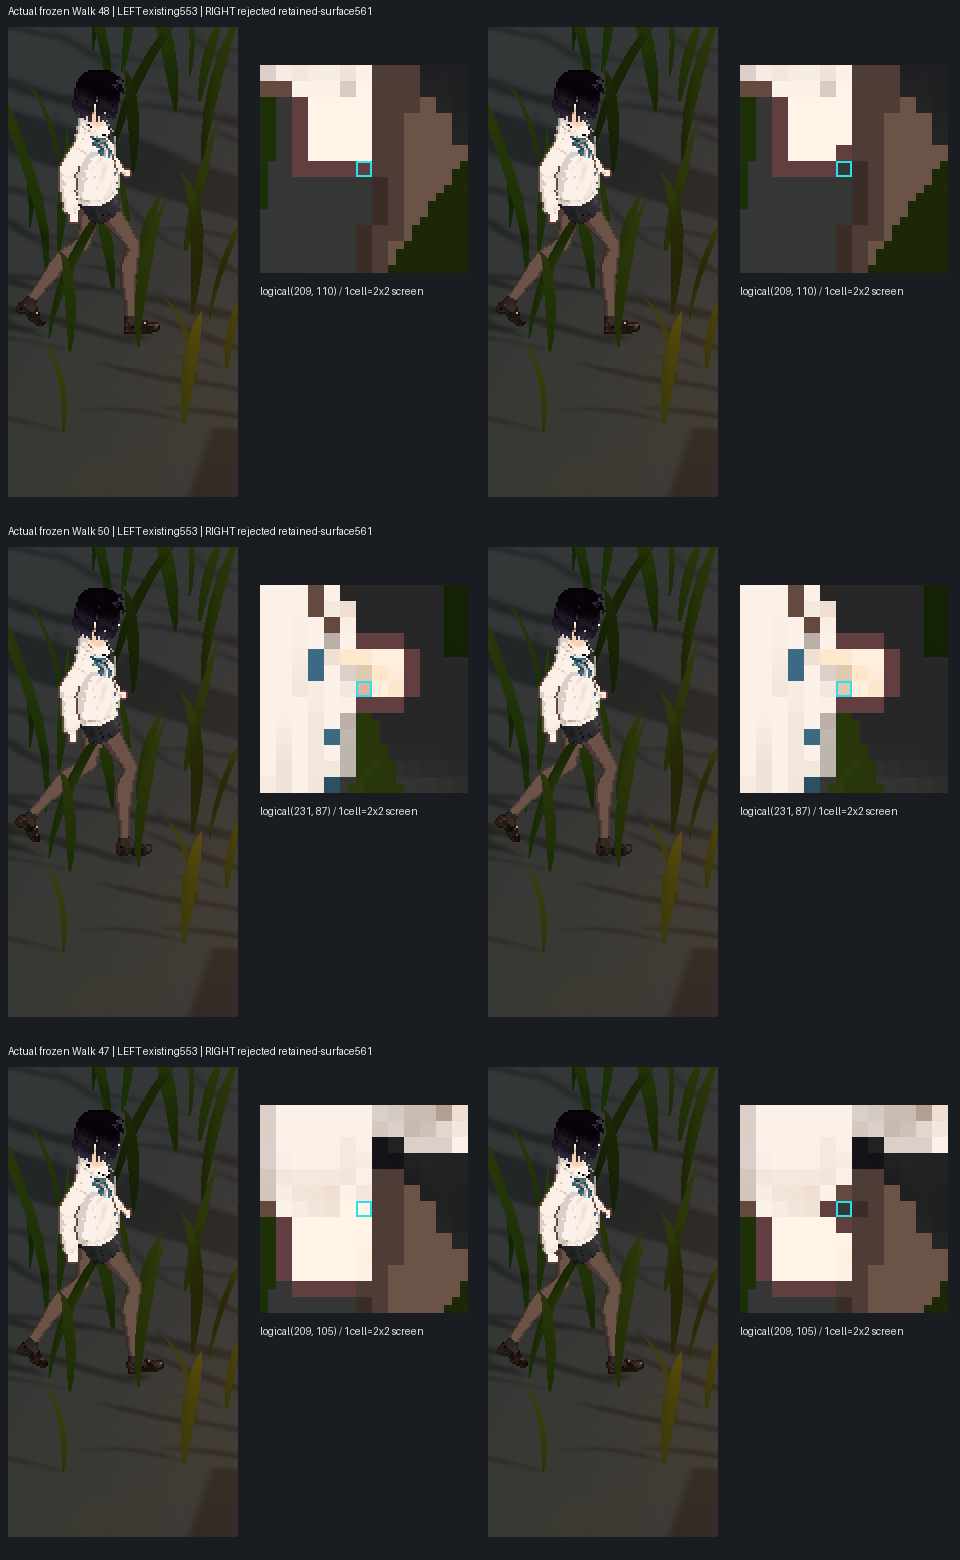 Actual frozen Walk 48 | LEFT existing553 | RIGHT rejected retained-surface561
logical(209, 110) / 1cell=2x2 screen
logical(209, 110) / 1cell=2x2 screen
Actual frozen Walk 50 | LEFT existing553 | RIGHT rejected retained-surface561
logical(231, 87) / 1cell=2x2 screen
logical(231, 87) / 1cell=2x2 screen
Actual frozen Walk 47 | LEFT existing553 | RIGHT rejected retained-surface561
logical(209, 105) / 1cell=2x2 screen
logical(209, 105) / 1cell=2x2 screen